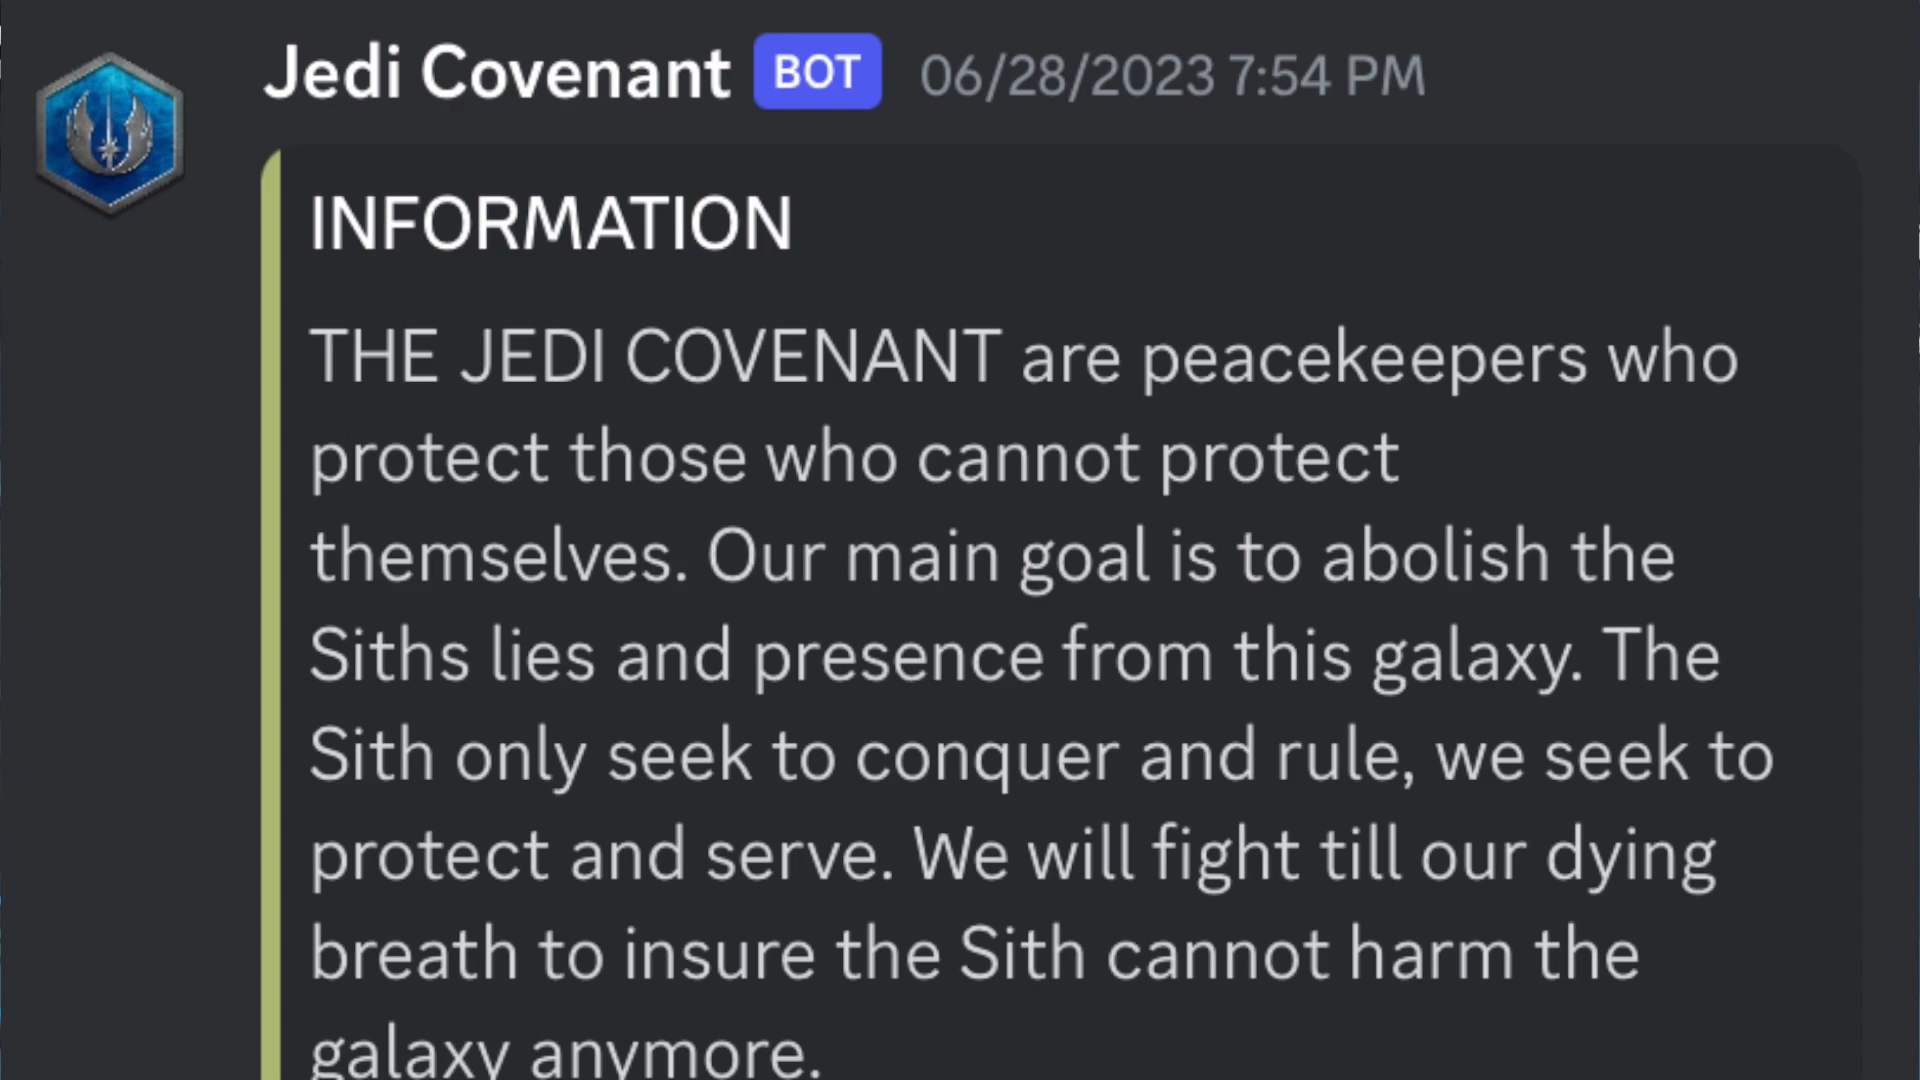 Jedi Covenant BOT 06/28/2023 7:54 PM
INFORMATION
THE JEDI COVENANT are peacekeepers who
protect those who cannot protect
themselves. Our main goal is to abolish the
Siths lies and presence from this galaxy. The
Sith only seek to conquer and rule, we seek to
protect and serve. We will fight till our dying
breath to insure the Sith cannot harm the
galaxy anymore.